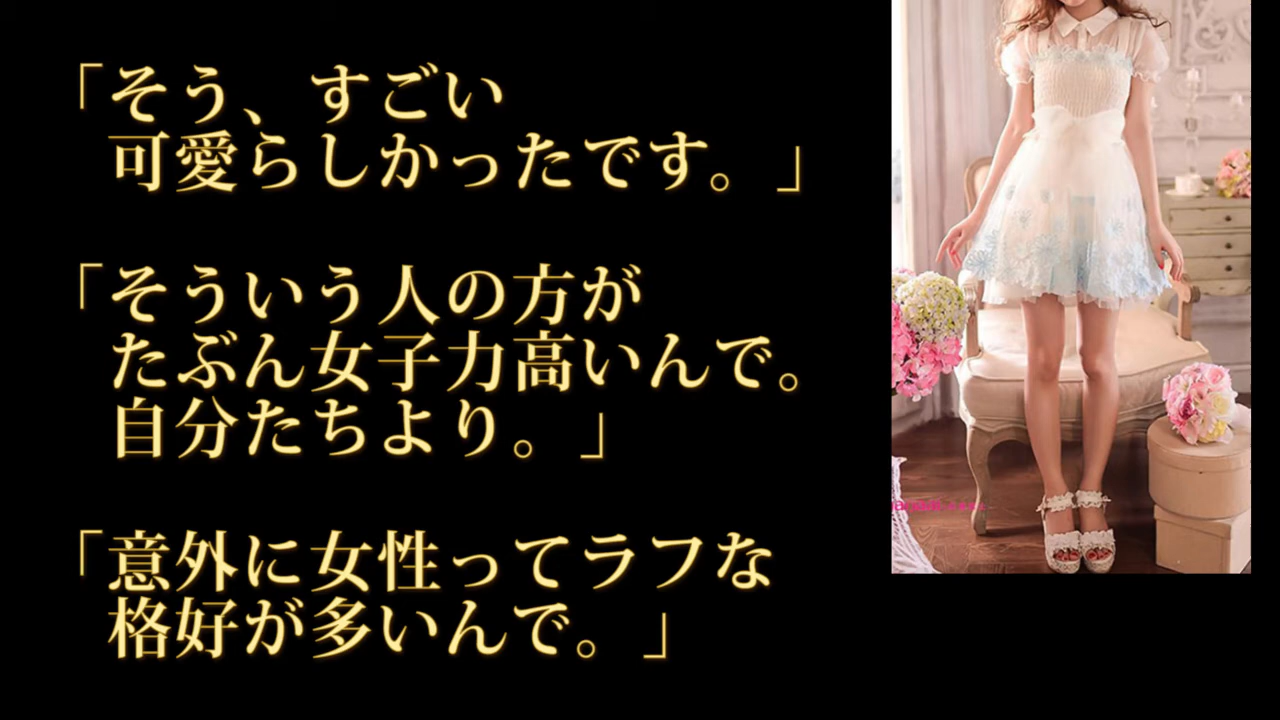 「そう、すごい
可愛らしかったです。」
「そういう人の方が
たぶん女子力高いんで。
自分たちより。」
「意外に女性ってラフな
格好が多いんで。」